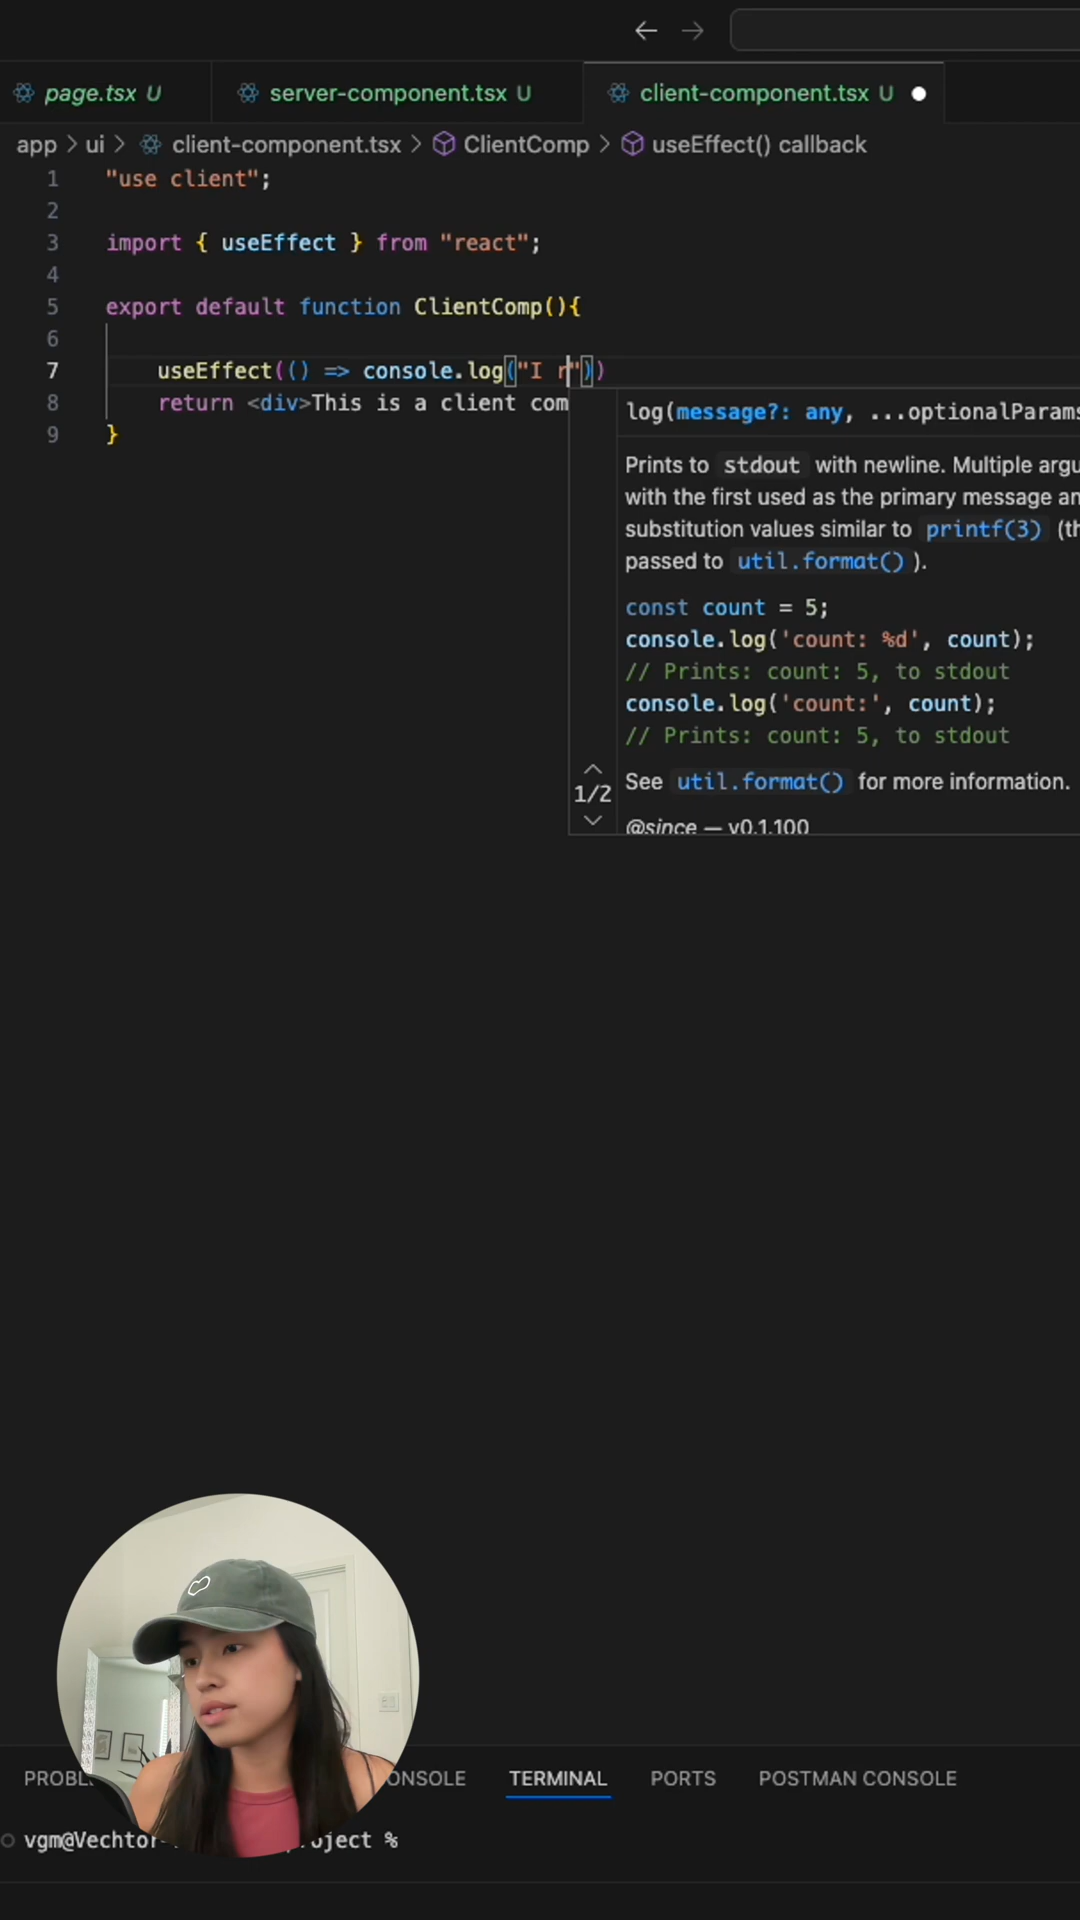 page.tsx U
server-component.tsx U
client-component.tsx U
app > ui > client-component.tsx > ClientComp > useEffect() callback
1 "use client";
2
3 import { useEffect } from "react";
4
5 export default function ClientComp(){
6
7 useEffect(() => console.log("I r"))
8 return <div>This is a client com
9 }
log(message?: any, ...optionalParams
Prints to stdout with newline. Multiple argu
with the first used as the primary message an
substitution values similar to printf(3) (th
passed to util.format() ).
const count = 5;
console.log('count: %d', count);
// Prints: count: 5, to stdout
console.log('count:', count);
// Prints: count: 5, to stdout
See util.format() for more information.
1/2
@since — v0.1.100
PROBL ONSOLE TERMINAL PORTS POSTMAN CONSOLE
vgm@Vechtor- roject %